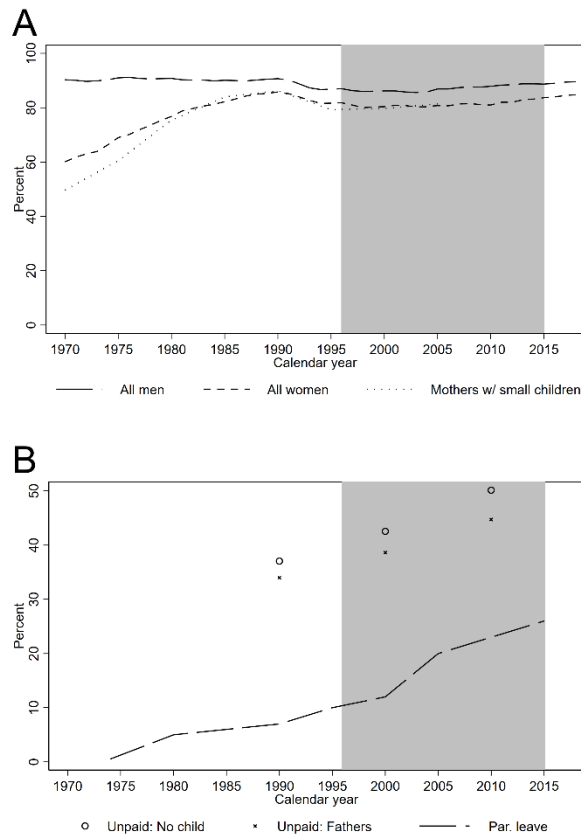 A
100
80
60
40
20
0
Percent
1970 1975 1980 1985 1990 1995 2000 2005 2010 2015
Calendar year
All men All women Mothers w/ small children
B
50
40
30
20
10
0
Percent
1970 1975 1980 1985 1990 1995 2000 2005 2010 2015
Calendar year
Unpaid: No child Unpaid: Fathers Par. leave